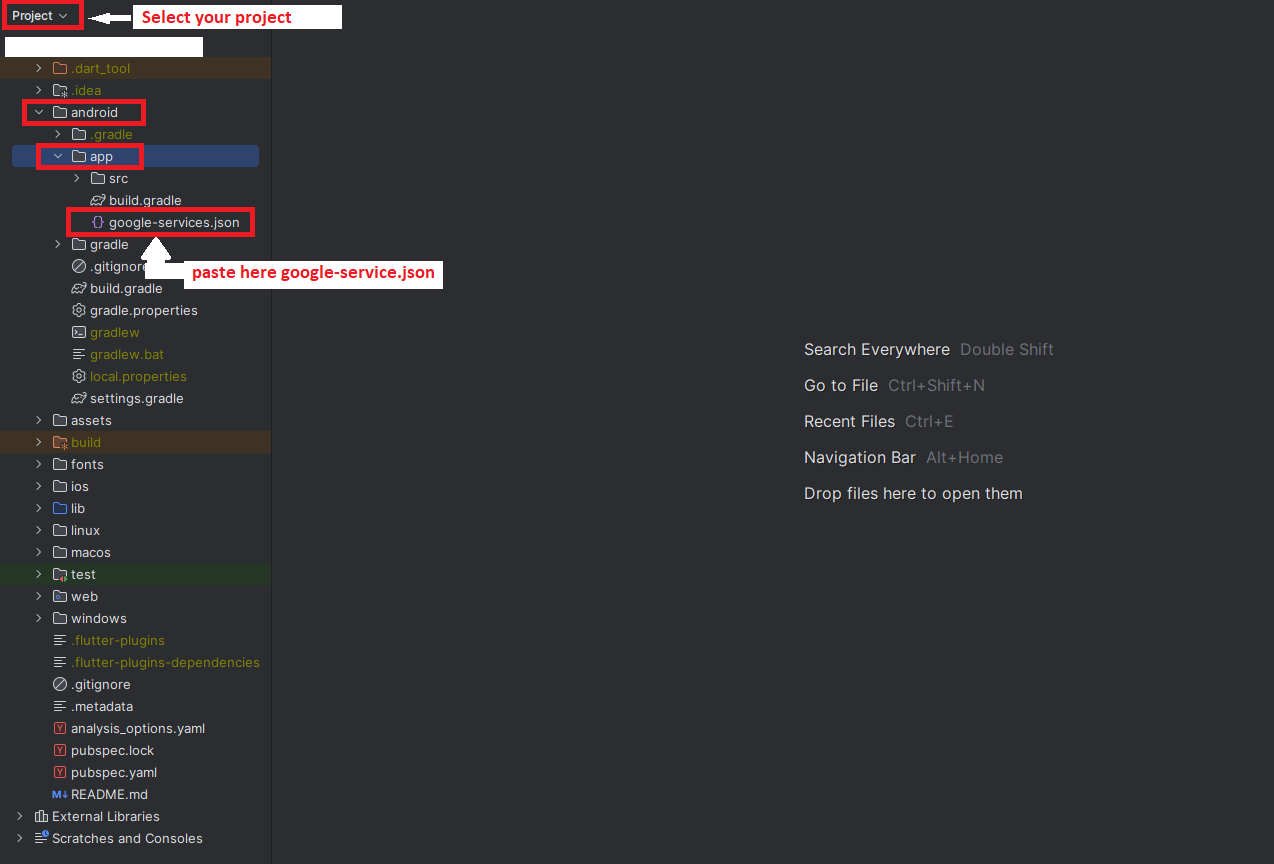 Project
Select your project
.dart_tool
.idea
android
.gradle
app
src
build.gradle
google-services.json
gradle
.gitignore
paste here google-service.json
build.gradle
gradle.properties
gradlew
gradlew.bat
local.properties
settings.gradle
assets
build
fonts
ios
lib
linux
macos
test
web
windows
.flutter-plugins
.flutter-plugins-dependencies
.gitignore
.metadata
analysis_options.yaml
pubspec.lock
pubspec.yaml
README.md
External Libraries
Scratches and Consoles
Search Everywhere Double Shift
Go to File Ctrl+Shift+N
Recent Files Ctrl+E
Navigation Bar Alt+Home
Drop files here to open them